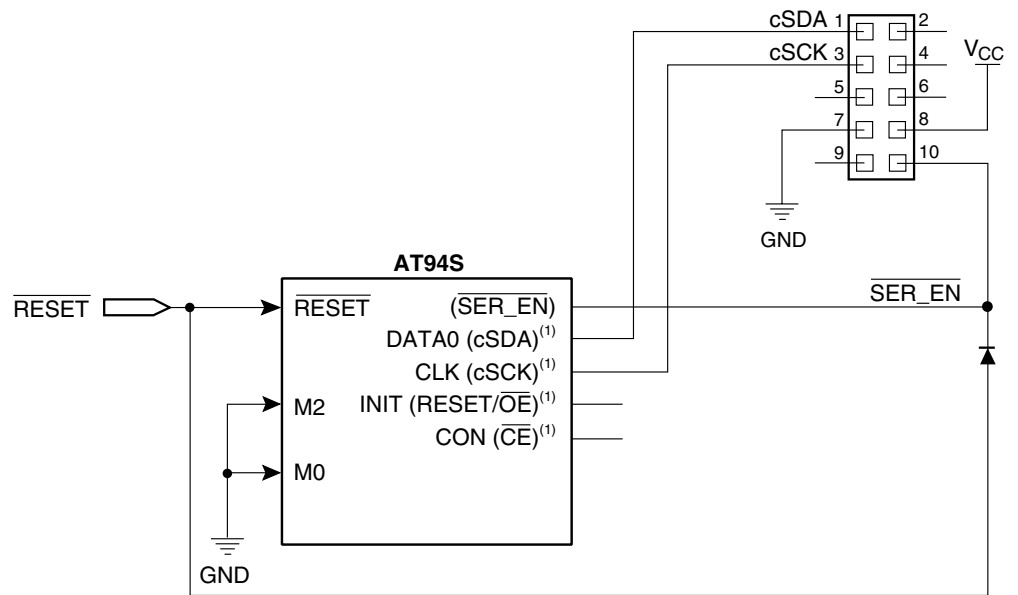 cSDA 1 2
cSCK 3 4
V_CC
5 6
7 8
9 10
GND
AT94S
RESET
RESET
(SER_EN)
SER_EN
DATA0 (cSDA)(1)
CLK (cSCK)(1)
M2
INIT (RESET/OE)(1)
CON (CE)(1)
M0
GND